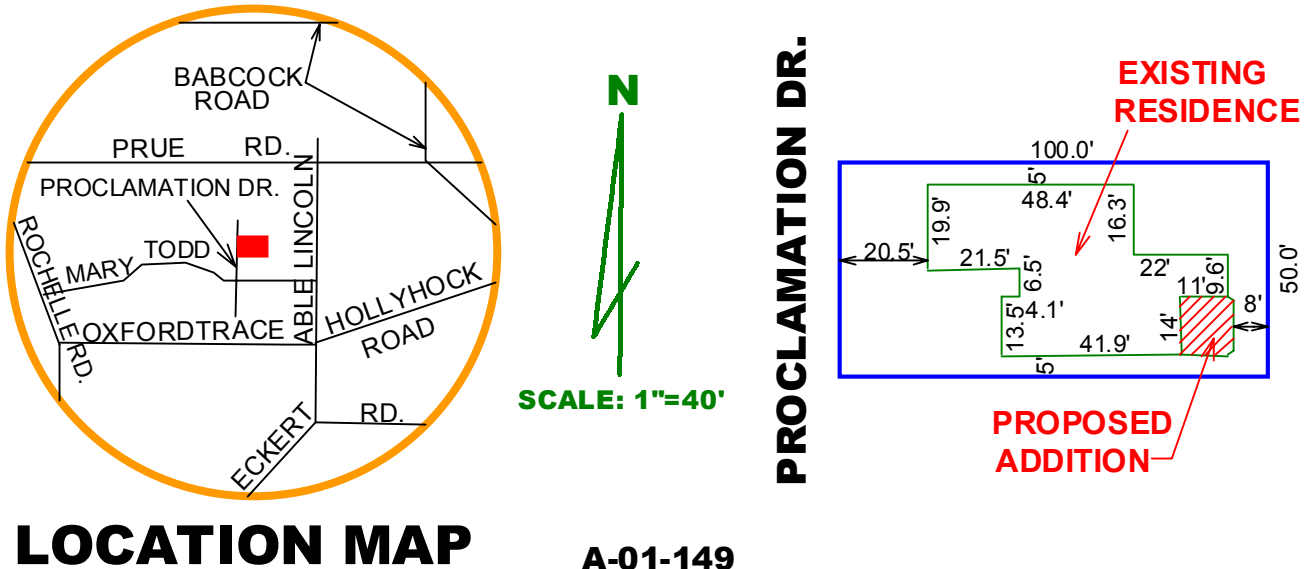 BABCOCK
ROAD
PRUE RD.
PROCLAMATION DR.
ABLE LINCOLN
ROCHELLE RD.
MARY TODD
OXFORDTRACE
HOLLYHOCK
ROAD
ECKERT RD.
LOCATION MAP
N
SCALE: 1"=40'
A-01-149
PROCLAMATION DR.
EXISTING
RESIDENCE
100.0'
5'
48.4'
19.9'
16.3'
20.5'
21.5'
6.5'
22'
9.6'
11'
50.0'
8'
4.1'
13.5'
14'
41.9'
5'
PROPOSED
ADDITION